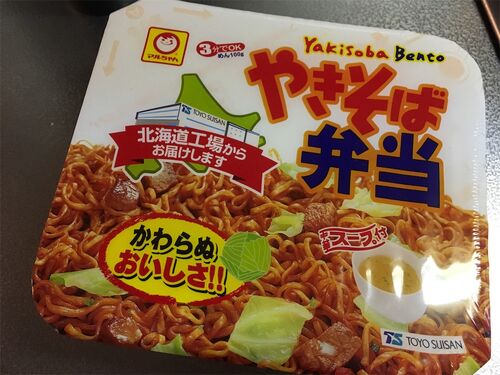 マルちゃん
3分でOK
めん100g
Yakisoba Bento
やきそば
弁当
TOYO SUISAN
北海道工場から
お届けします
かわらぬ
おいしさ!!
スープ付
TS
TOYO SUISAN